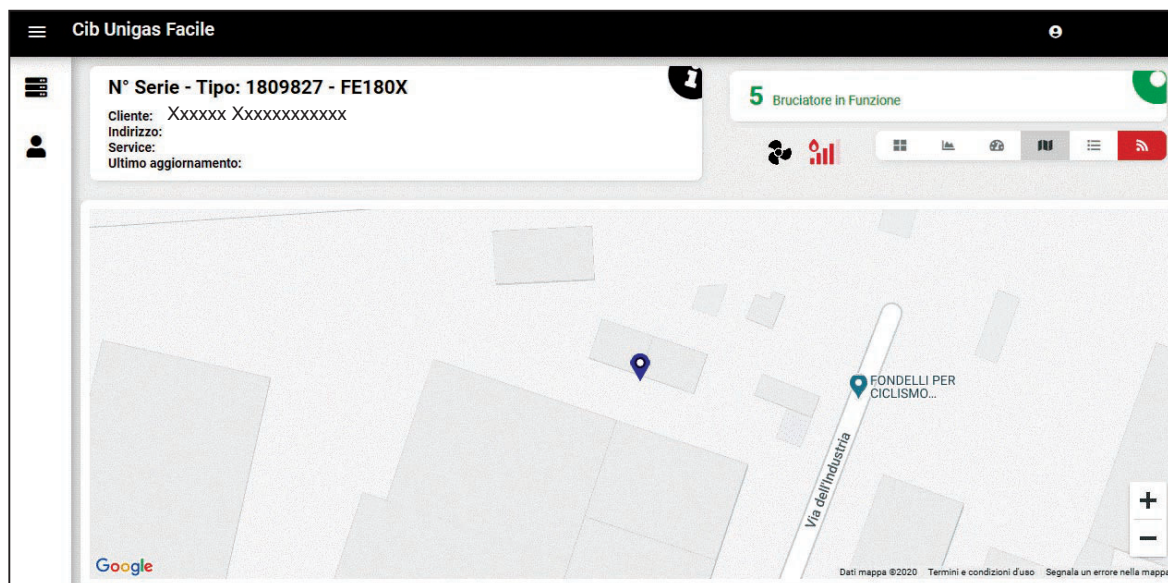 Cib Unigas Facile
N° Serie - Tipo: 1809827 - FE180X
Cliente: Xxxxxx Xxxxxxxxxxxx
Indirizzo:
Service:
Ultimo aggiornamento:
5 Bruciatore in Funzione
FONDELLI PER
CICLISMO...
Via dell'Industria
+
−
Google
Dati mappa ©2020 Termini e condizioni d'uso Segnala un errore nella mappa